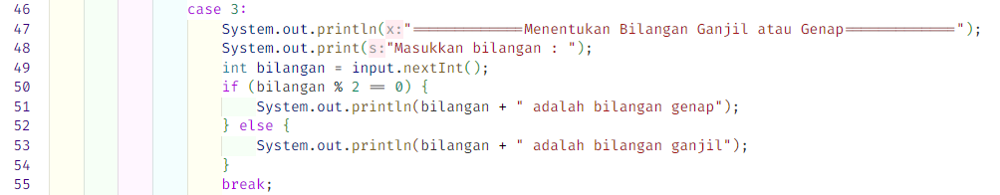 46 case 3:
47 System.out.println(x:"=============Menentukan Bilangan Ganjil atau Genap=============");
48 System.out.print(s:"Masukkan bilangan : ");
49 int bilangan = input.nextInt();
50 if (bilangan % 2 == 0) {
51 System.out.println(bilangan + " adalah bilangan genap");
52 } else {
53 System.out.println(bilangan + " adalah bilangan ganjil");
54 }
55 break;